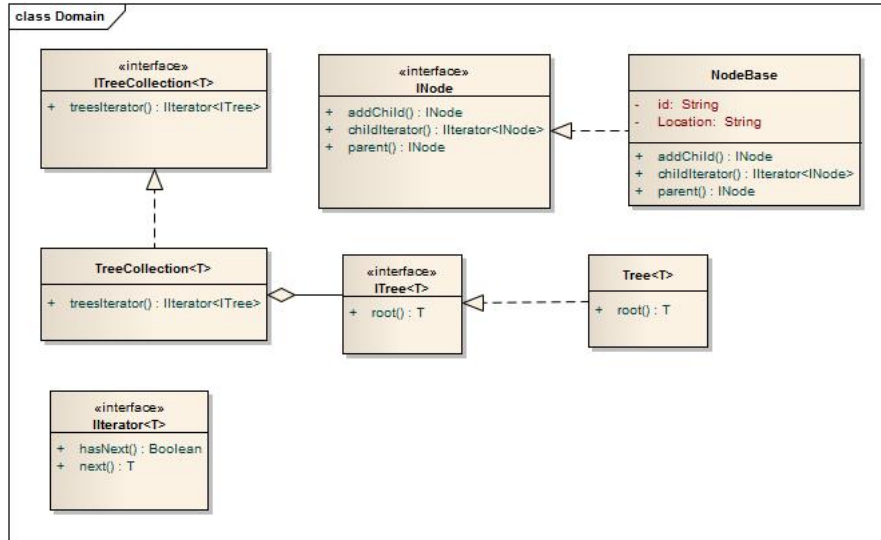 class Domain
«interface»
ITreeCollection<T>
+ treesIterator() : IIterator<ITree>
«interface»
INode
+ addChild() : INode
+ childIterator() : IIterator<INode>
+ parent() : INode
NodeBase
- id: String
- Location: String
+ addChild() : INode
+ childIterator() : IIterator<INode>
+ parent() : INode
TreeCollection<T>
+ treesIterator() : IIterator<ITree>
«interface»
ITree<T>
+ root() : T
Tree<T>
+ root() : T
«interface»
IIterator<T>
+ hasNext() : Boolean
+ next() : T